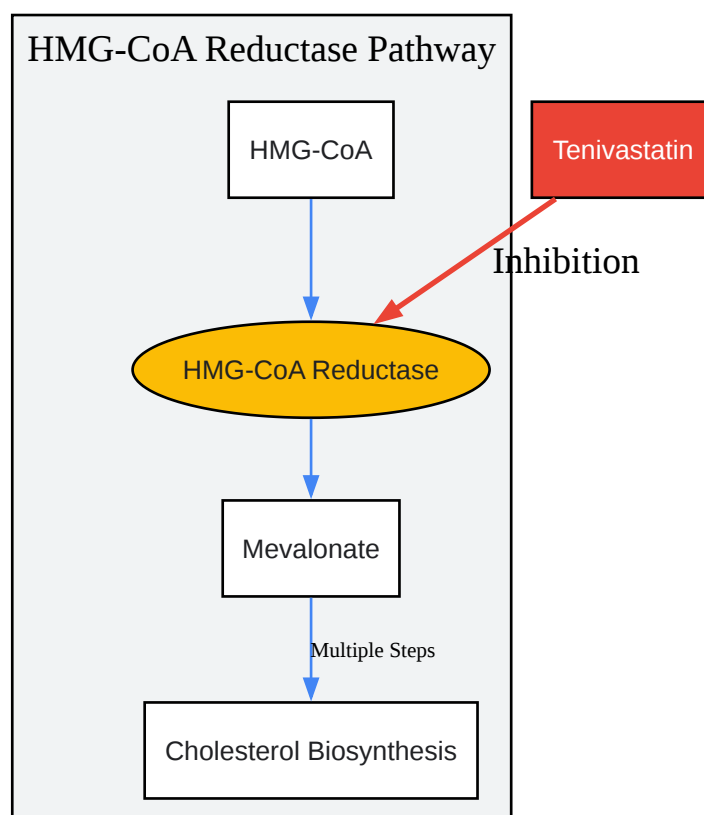 HMG-CoA Reductase Pathway
HMG-CoA
Tenivastatin
Inhibition
HMG-CoA Reductase
Mevalonate
Multiple Steps
Cholesterol Biosynthesis